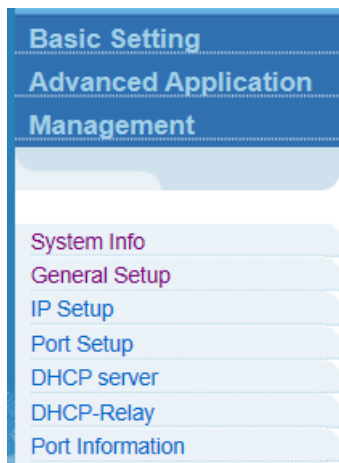 Basic Setting
Advanced Application
Management
System Info
General Setup
IP Setup
Port Setup
DHCP server
DHCP-Relay
Port Information